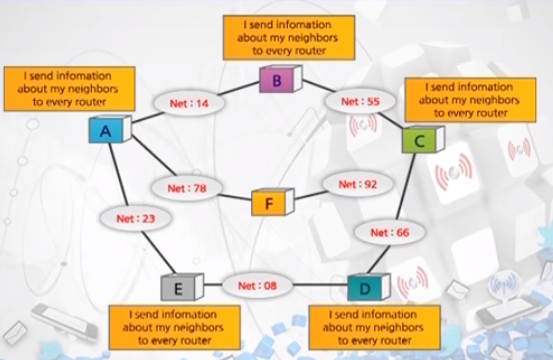 I send infomation
about my neighbors
to every router
B
I send infomation
about my neighbors
to every router
Net : 14
Net : 55
I send infomation
about my neighbors
to every router
A
C
Net : 78
Net : 92
F
Net : 23
Net : 66
E
Net : 08
D
I send infomation
about my neighbors
to every router
I send infomation
about my neighbors
to every router